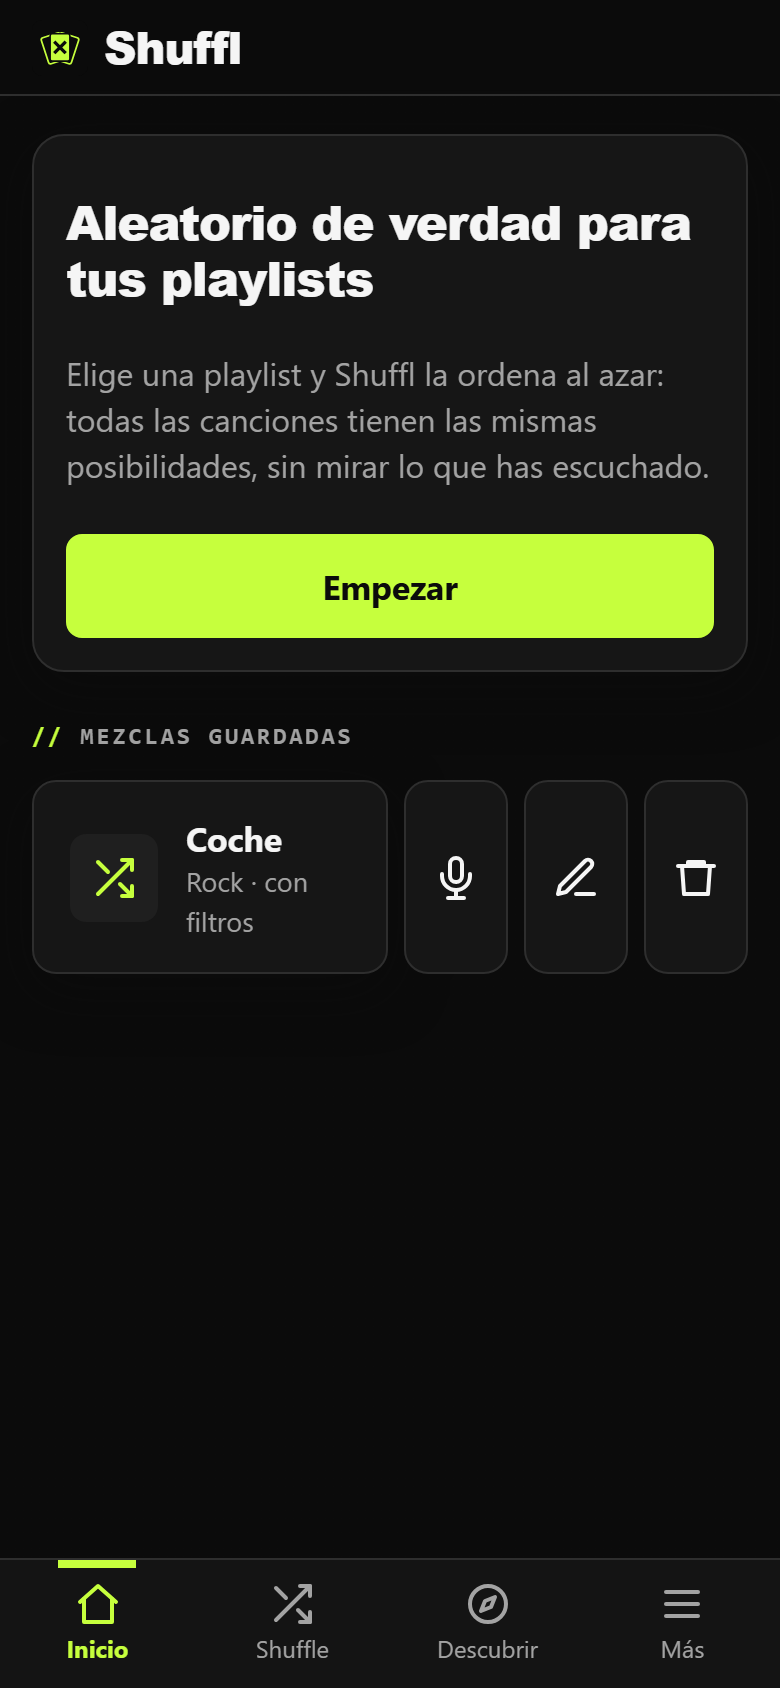 Shuffl
Aleatorio de verdad para
tus playlists
Elige una playlist y Shuffl la ordena al azar:
todas las canciones tienen las mismas
posibilidades, sin mirar lo que has escuchado.
Empezar
// MEZCLAS GUARDADAS
Coche
Rock · con
filtros
Inicio
Shuffle
Descubrir
Más